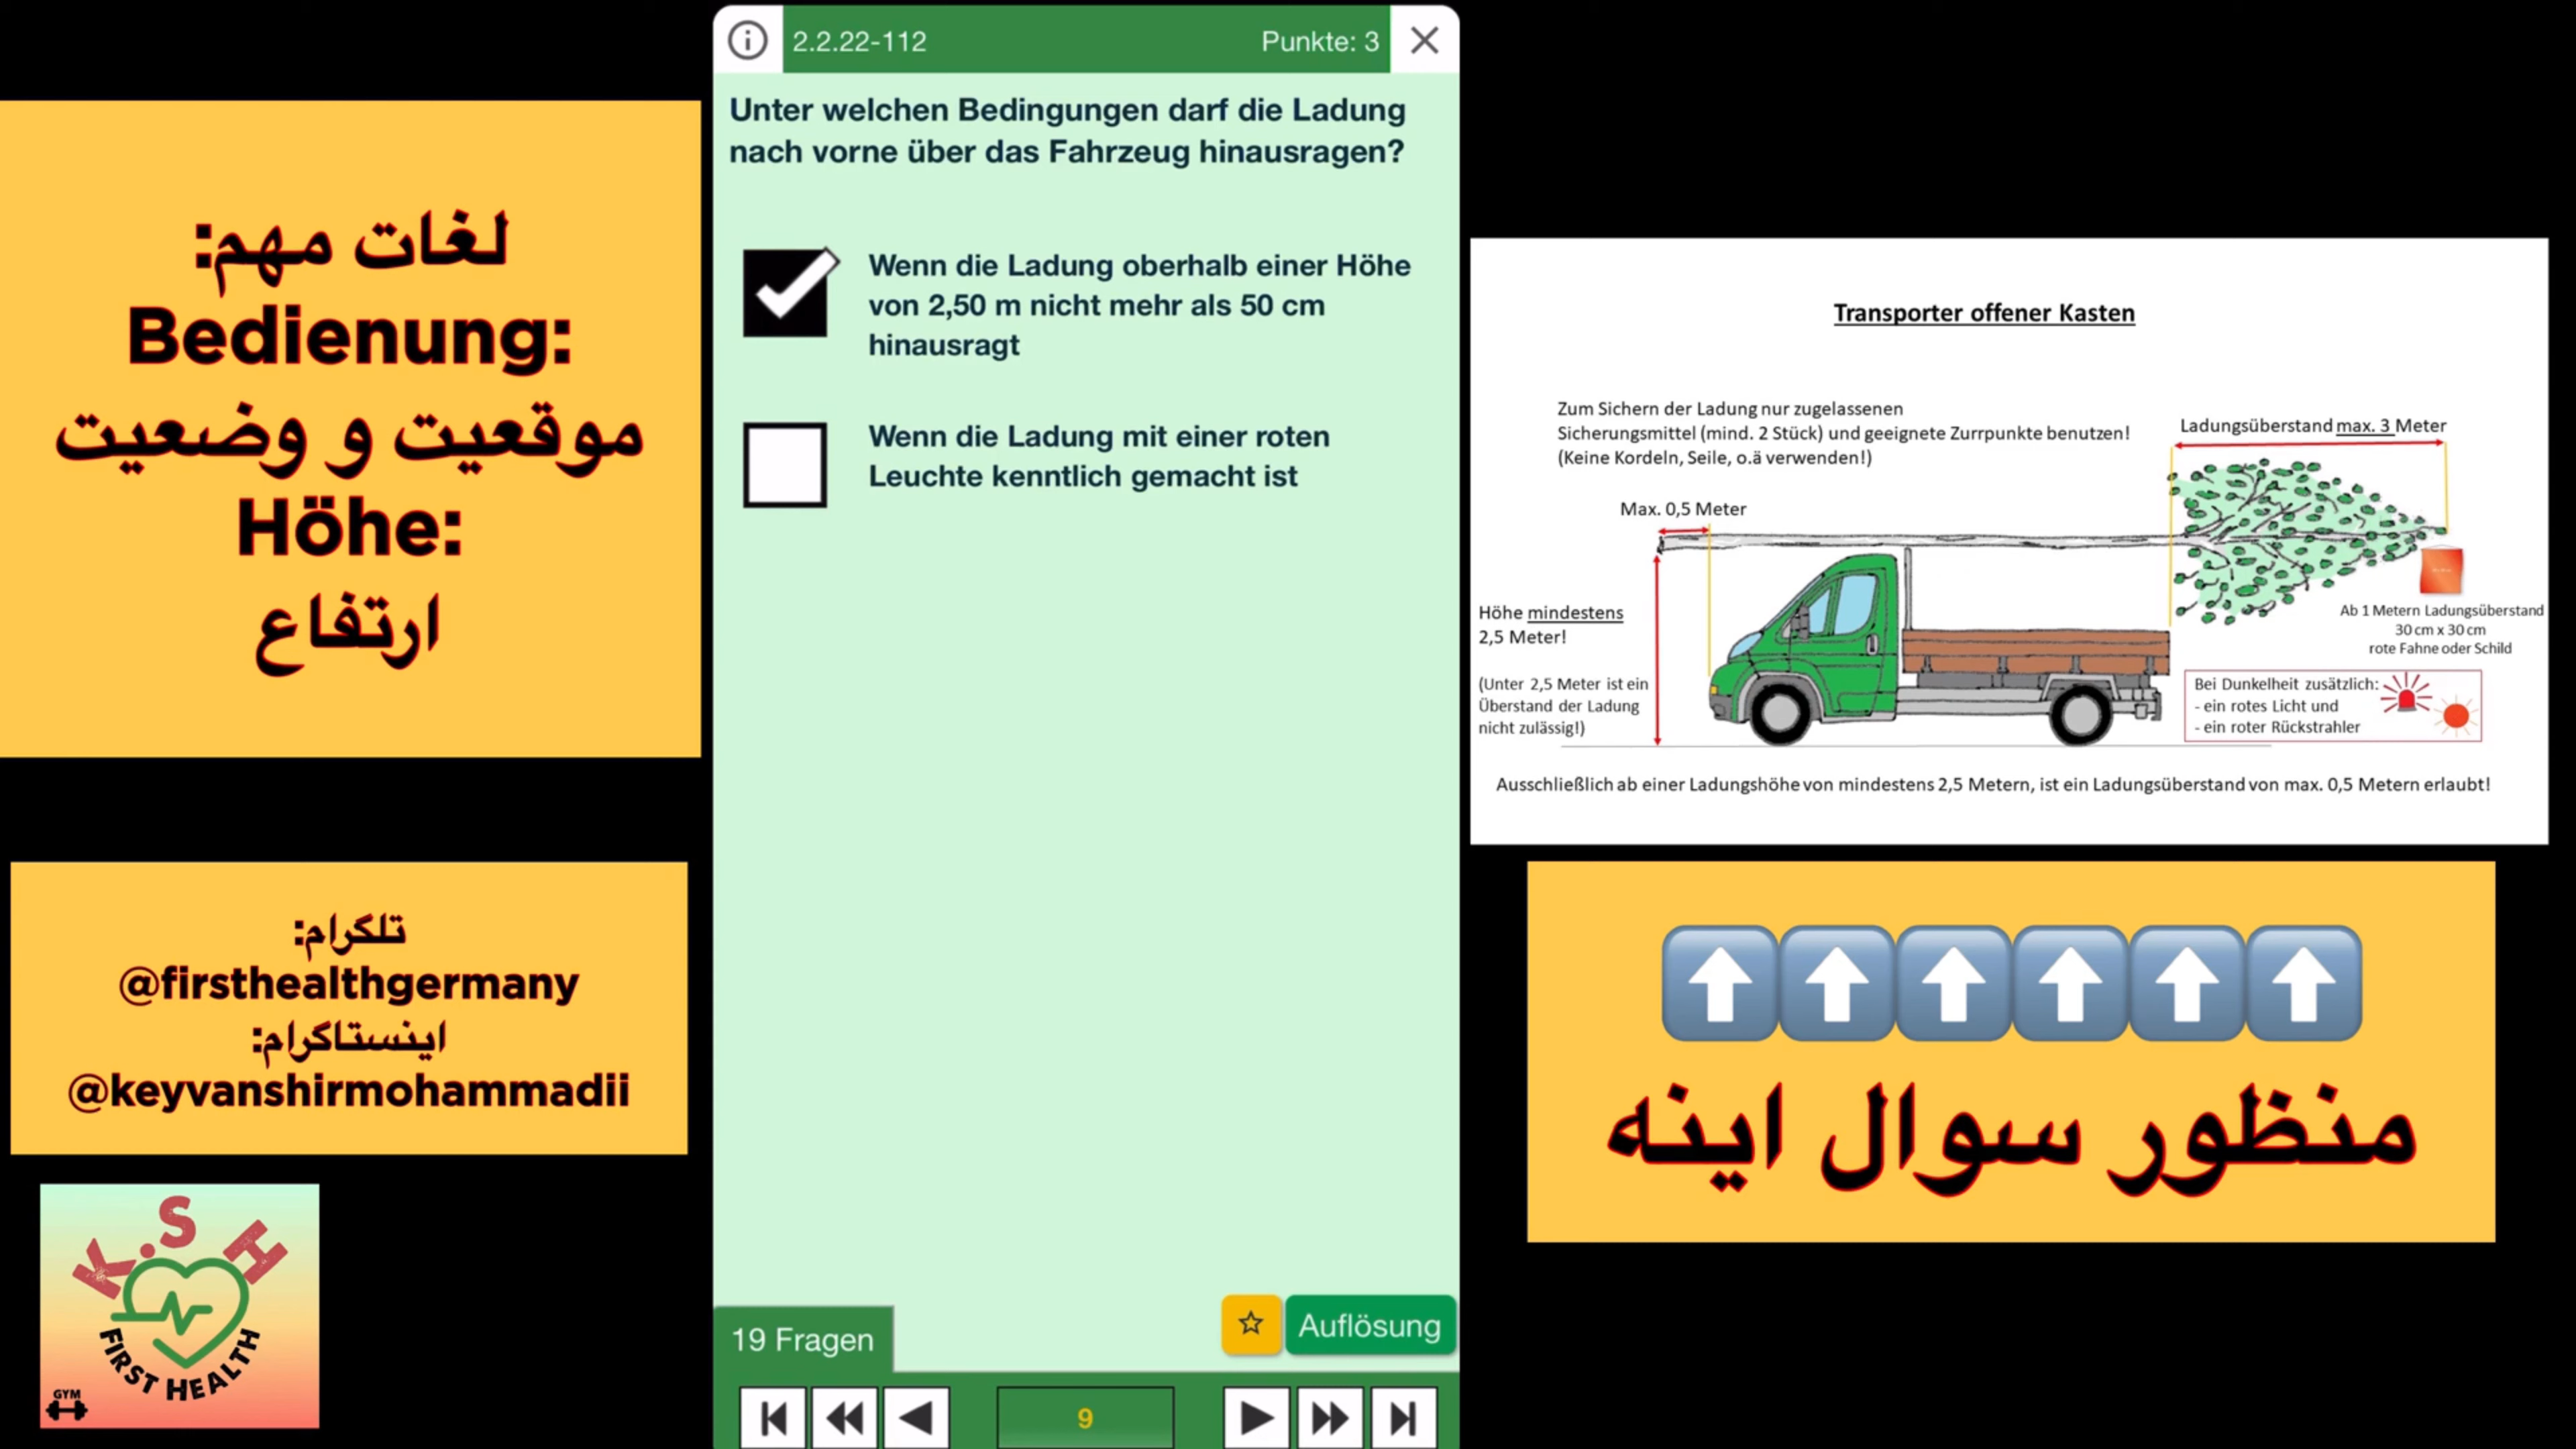 لغات مهم:
Bedienung:
موقعیت و وضعیت
Höhe:
ارتفاع
تلگرام:
@firsthealthgermany
اینستاگرام:
@keyvanshirmohammadii
K.SH
FIRST HEALTH
GYM
2.2.22-112
Punkte: 3
Unter welchen Bedingungen darf die Ladung
nach vorne über das Fahrzeug hinausragen?
Wenn die Ladung oberhalb einer Höhe
von 2,50 m nicht mehr als 50 cm
hinausragt
Wenn die Ladung mit einer roten
Leuchte kenntlich gemacht ist
19 Fragen
Auflösung
9
Transporter offener Kasten
Zum Sichern der Ladung nur zugelassenen
Sicherungsmittel (mind. 2 Stück) und geeignete Zurrpunkte benutzen!
(Keine Kordeln, Seile, o.ä verwenden!)
Ladungsüberstand max. 3 Meter
Max. 0,5 Meter
Höhe mindestens
2,5 Meter!
(Unter 2,5 Meter ist ein
Überstand der Ladung
nicht zulässig!)
Ab 1 Metern Ladungsüberstand
30 cm x 30 cm
rote Fahne oder Schild
Bei Dunkelheit zusätzlich:
- ein rotes Licht und
- ein roter Rückstrahler
Ausschließlich ab einer Ladungshöhe von mindestens 2,5 Metern, ist ein Ladungsüberstand von max. 0,5 Metern erlaubt!
منظور سوال اینه